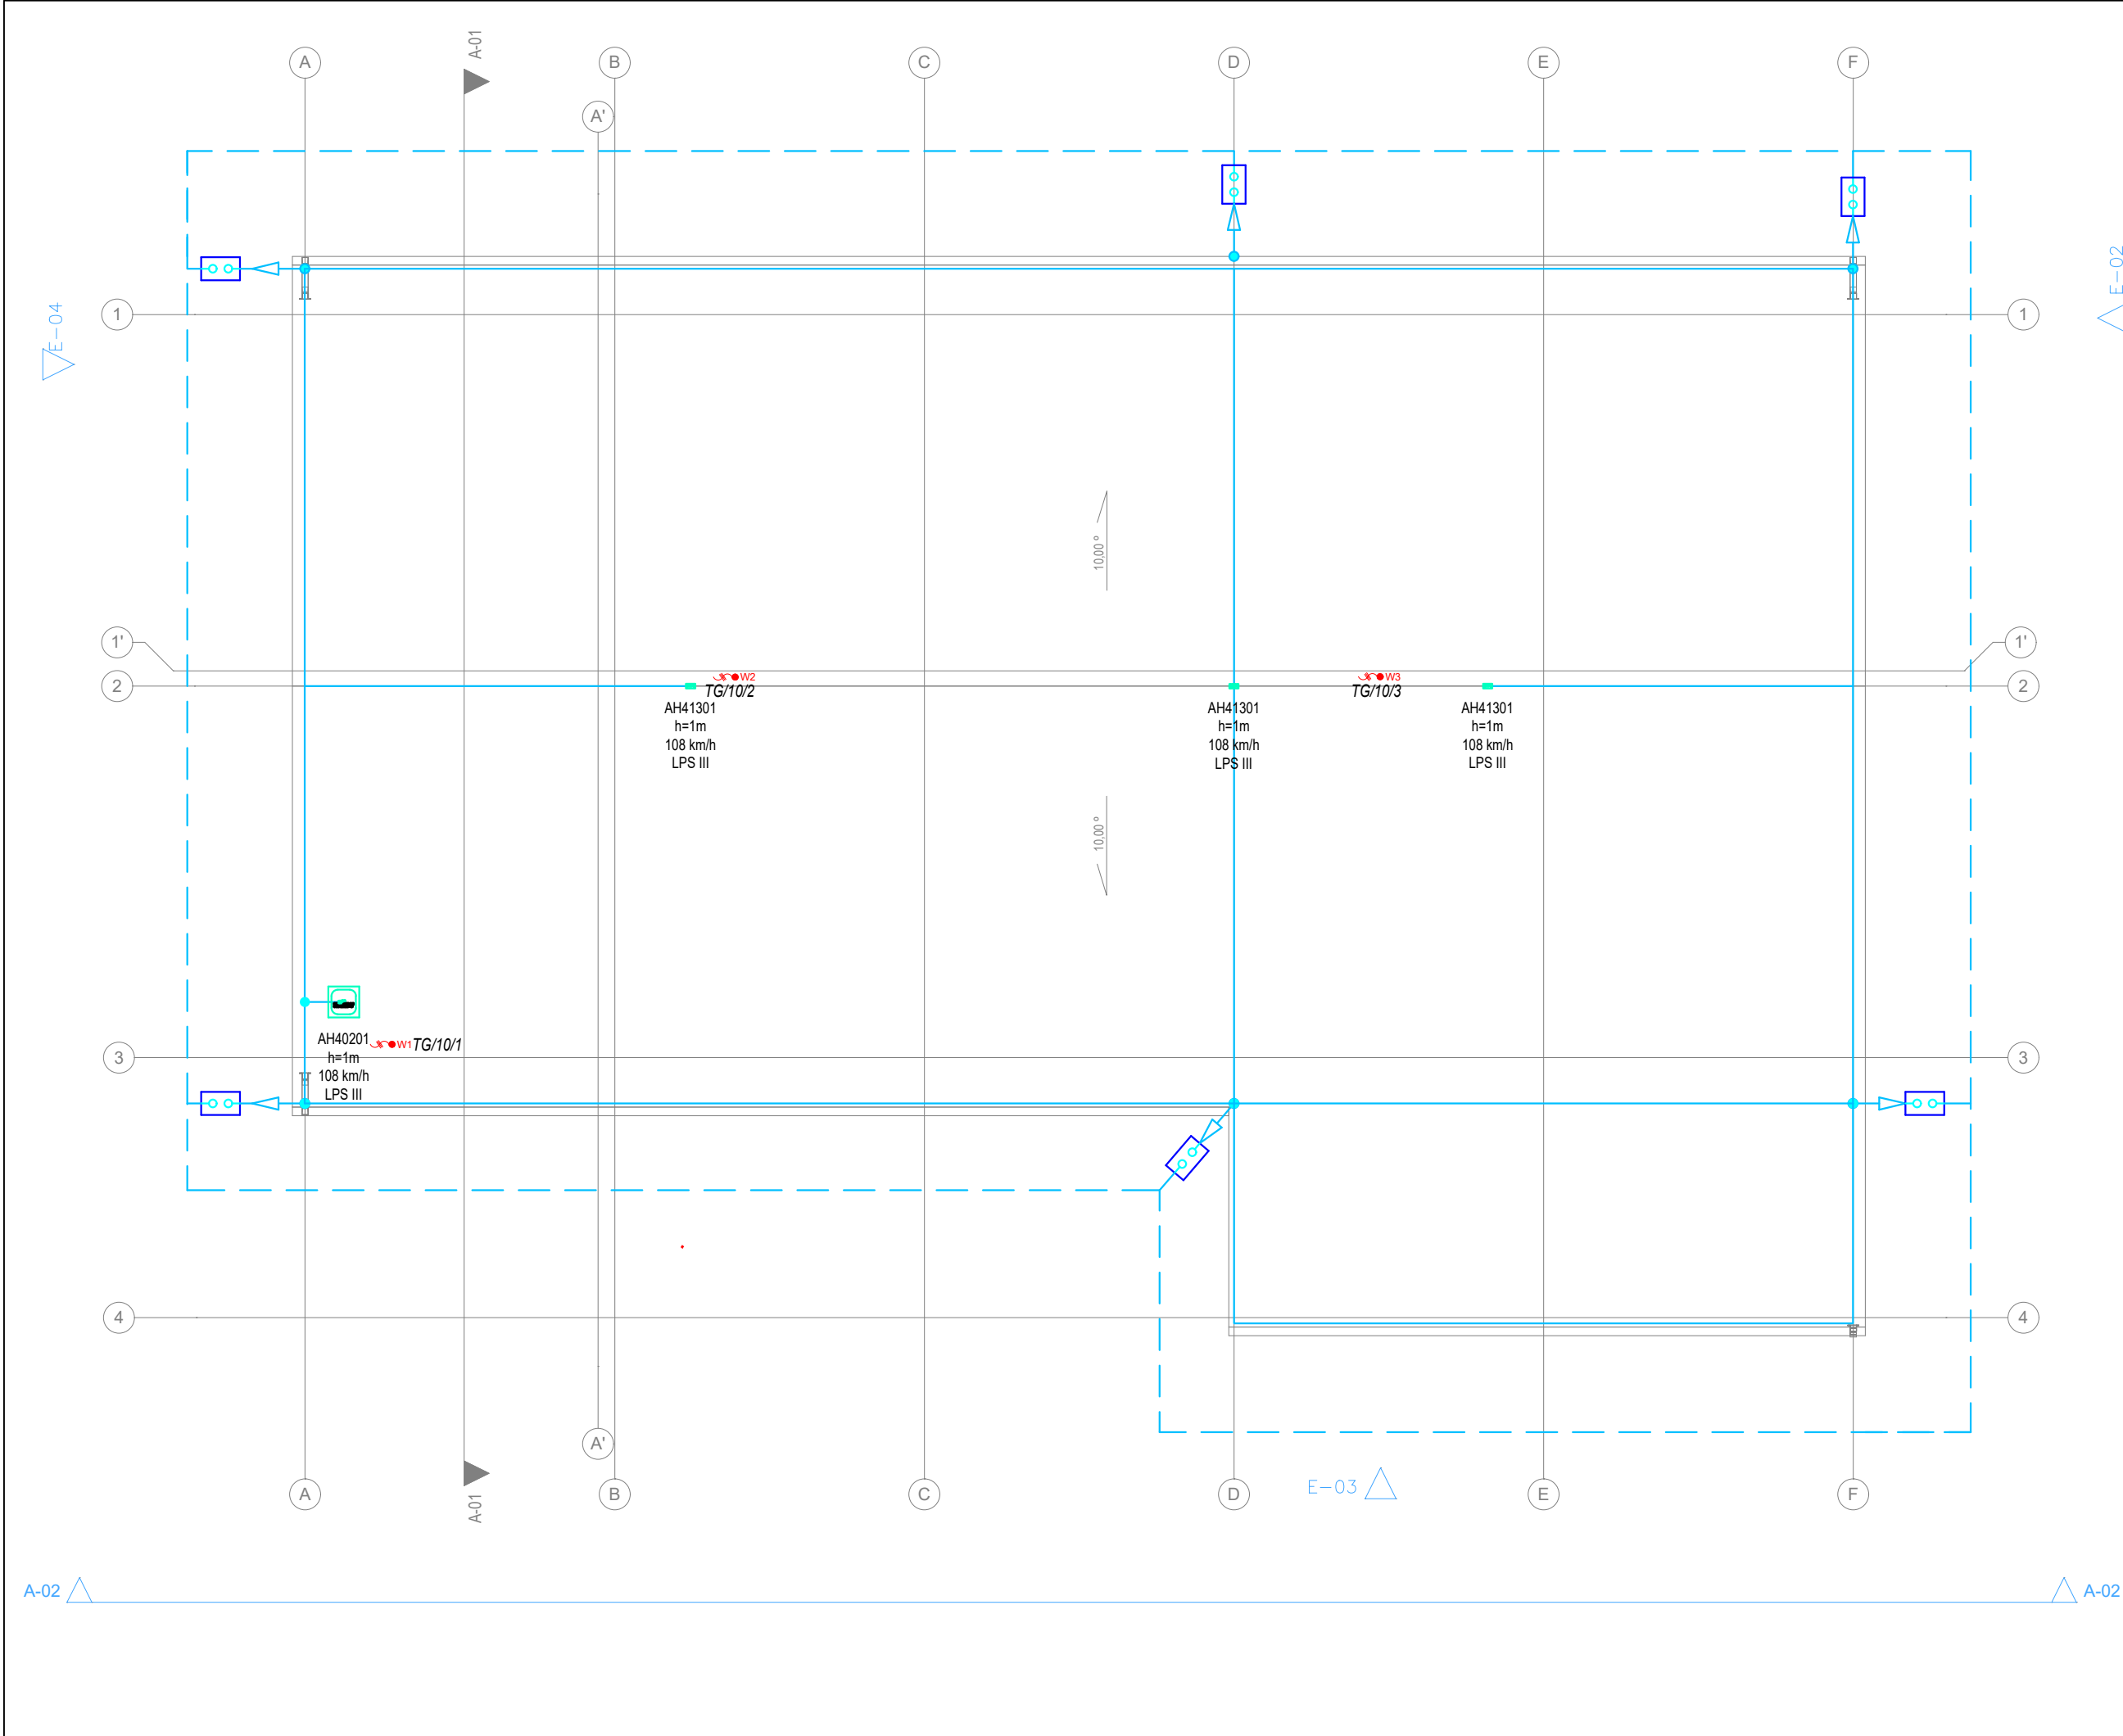 A-01
A
B
C
D
E
F
A'
E-02
E-04
1
1
10,00 °
1'
1'
2
2
W2
TG/10/2
W3
TG/10/3
AH41301
h=1m
108 km/h
LPS III
AH41301
h=1m
108 km/h
LPS III
AH41301
h=1m
108 km/h
LPS III
10,00 °
AH40201
h=1m
108 km/h
LPS III
W1
TG/10/1
3
3
4
4
A'
E-03
A
B
C
D
E
F
A-01
A-02
A-02